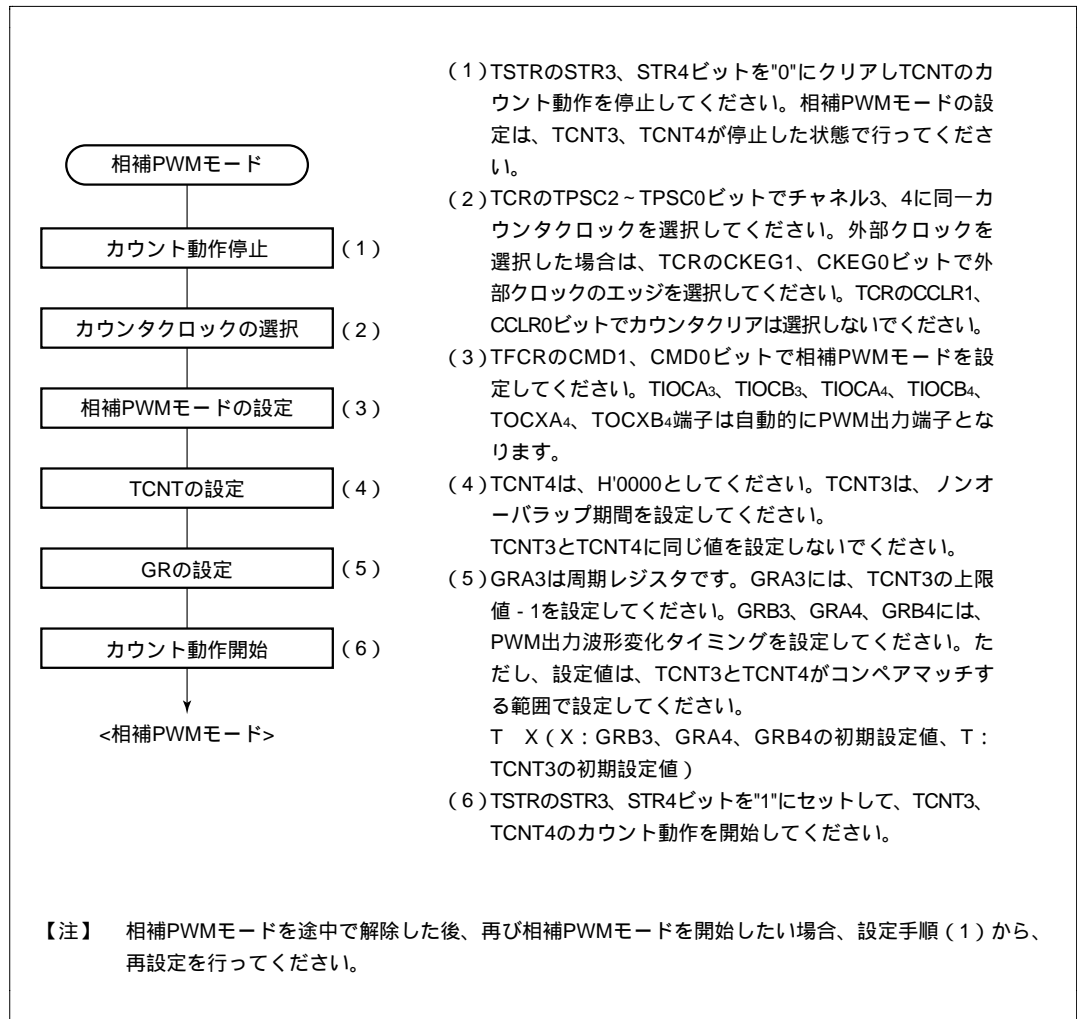 相補PWMモード
カウント動作停止 (1)
カウンタクロックの選択 (2)
相補PWMモードの設定 (3)
TCNTの設定 (4)
GRの設定 (5)
カウント動作開始 (6)
<相補PWMモード>
(1)TSTRのSTR3、STR4ビットを"0"にクリアしTCNTのカ
ウント動作を停止してください。相補PWMモードの設
定は、TCNT3、TCNT4が停止した状態で行ってくださ
い。
(2)TCRのTPSC2~TPSC0ビットでチャネル3、4に同一カ
ウンタクロックを選択してください。外部クロックを
選択した場合は、TCRのCKEG1、CKEG0ビットで外
部クロックのエッジを選択してください。TCRのCCLR1、
CCLR0ビットでカウンタクリアは選択しないでください。
(3)TFCRのCMD1、CMD0ビットで相補PWMモードを設
定してください。TIOCA3、TIOCB3、TIOCA4、TIOCB4、
TOCXA4、TOCXB4端子は自動的にPWM出力端子とな
ります。
(4)TCNT4は、H'0000としてください。TCNT3は、ノンオ
ーバラップ期間を設定してください。
TCNT3とTCNT4に同じ値を設定しないでください。
(5)GRA3は周期レジスタです。GRA3には、TCNT3の上限
値 - 1を設定してください。GRB3、GRA4、GRB4には、
PWM出力波形変化タイミングを設定してください。た
だし、設定値は、TCNT3とTCNT4がコンペアマッチす
る範囲で設定してください。
T X(X:GRB3、GRA4、GRB4の初期設定値、T:
TCNT3の初期設定値)
(6)TSTRのSTR3、STR4ビットを"1"にセットして、TCNT3、
TCNT4のカウント動作を開始してください。
【注】 相補PWMモードを途中で解除した後、再び相補PWMモードを開始したい場合、設定手順(1)から、
再設定を行ってください。